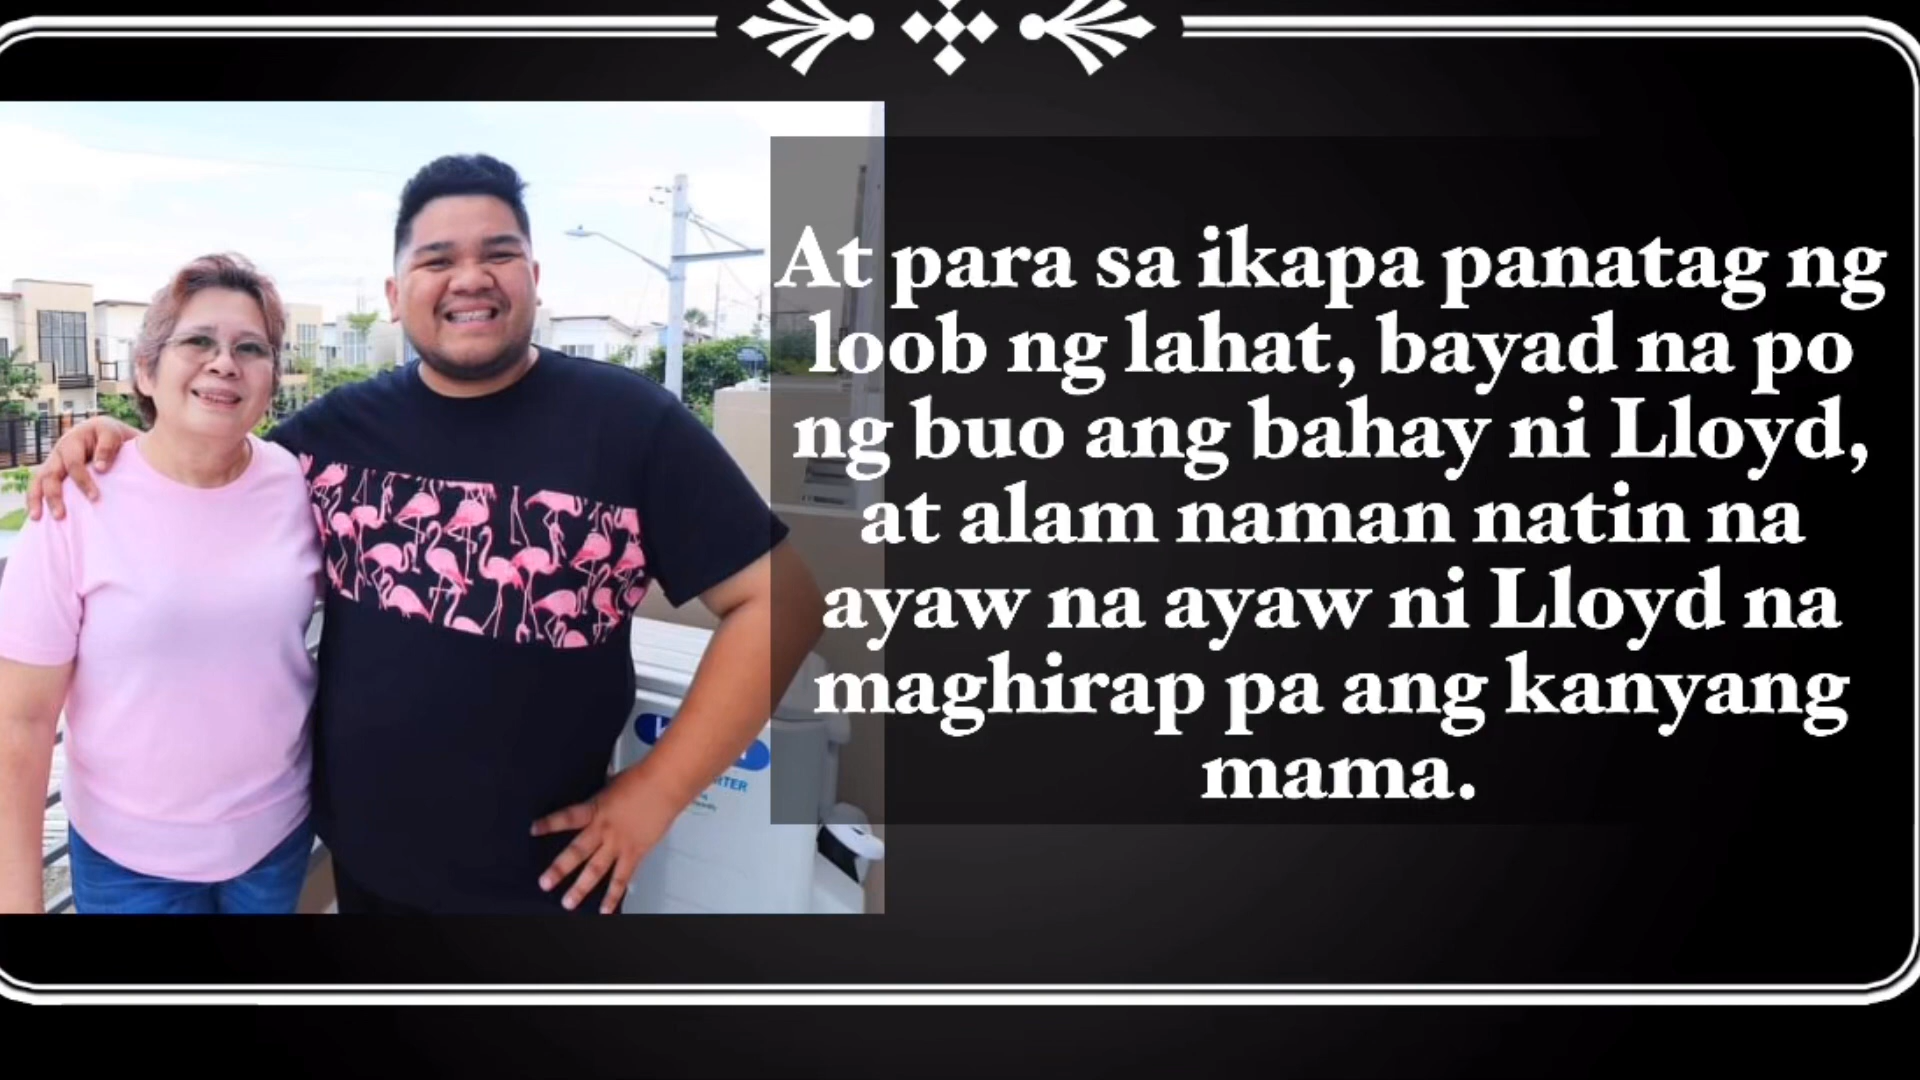 At para sa ikapa panatag ng
loob ng lahat, bayad na po
ng buo ang bahay ni Lloyd,
at alam naman natin na
ayaw na ayaw ni Lloyd na
maghirap pa ang kanyang
mama.